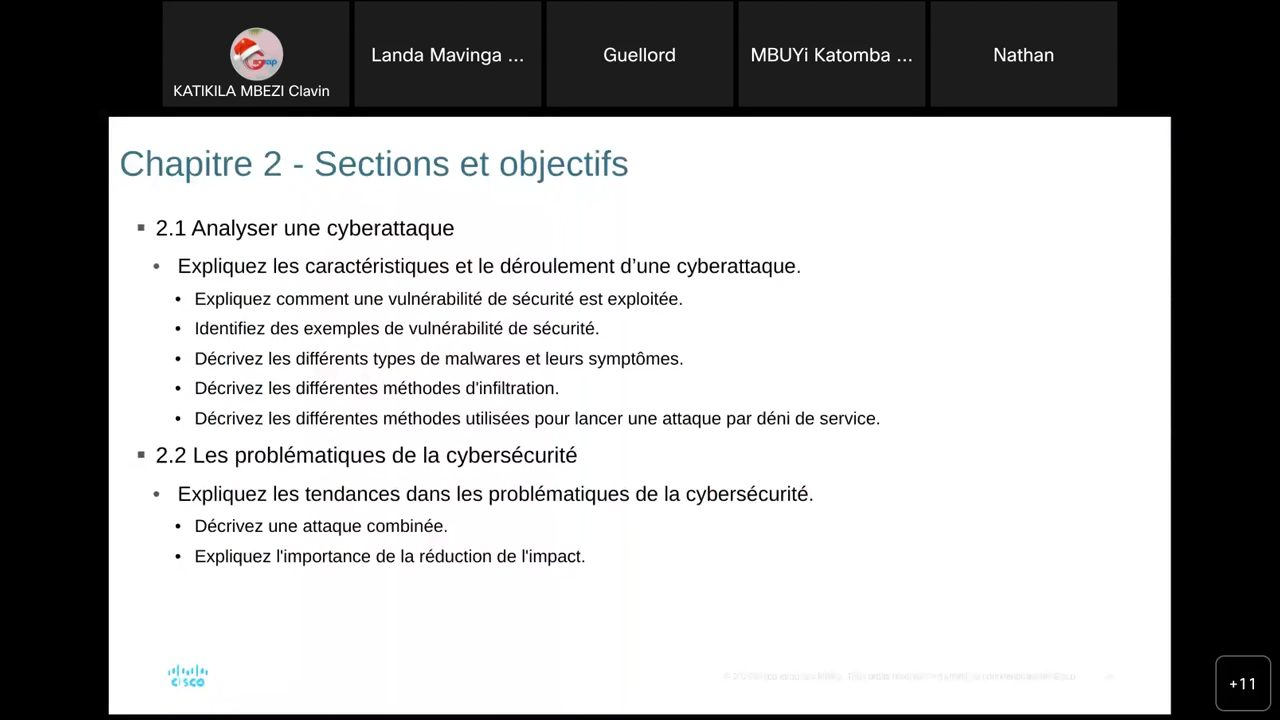 KATIKILA MBEZI Clavin
Landa Mavinga ...
Guellord
MBUYi Katomba ...
Nathan
Chapitre 2 - Sections et objectifs
▪ 2.1 Analyser une cyberattaque
• Expliquez les caractéristiques et le déroulement d’une cyberattaque.
• Expliquez comment une vulnérabilité de sécurité est exploitée.
• Identifiez des exemples de vulnérabilité de sécurité.
• Décrivez les différents types de malwares et leurs symptômes.
• Décrivez les différentes méthodes d’infiltration.
• Décrivez les différentes méthodes utilisées pour lancer une attaque par déni de service.
▪ 2.2 Les problématiques de la cybersécurité
• Expliquez les tendances dans les problématiques de la cybersécurité.
• Décrivez une attaque combinée.
• Expliquez l'importance de la réduction de l'impact.
CISCO
+11